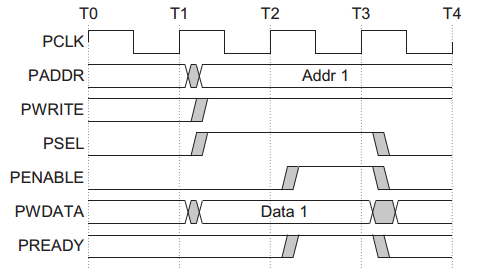 T0 T1 T2 T3 T4
PCLK
PADDR Addr 1
PWRITE
PSEL
PENABLE
PWDATA Data 1
PREADY